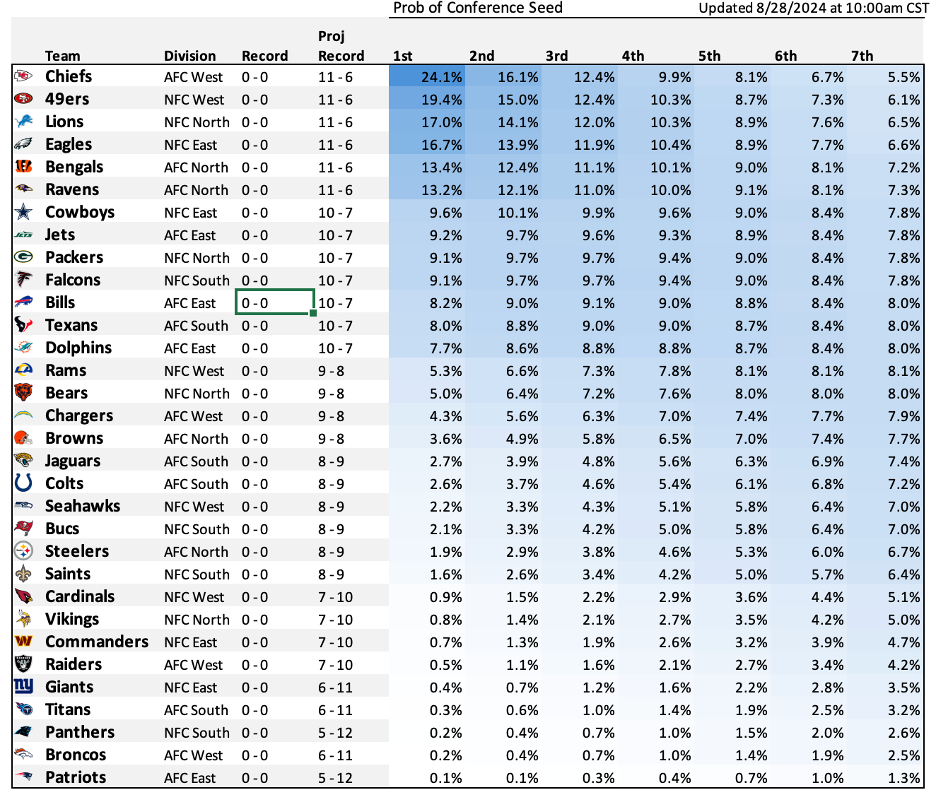 Prob of Conference Seed Updated 8/28/2024 at 10:00am CST
Proj
Team Division Record Record 1st 2nd 3rd 4th 5th 6th 7th
Chiefs AFC West 0 - 0 11 - 6 24.1% 16.1% 12.4% 9.9% 8.1% 6.7% 5.5%
49ers NFC West 0 - 0 11 - 6 19.4% 15.0% 12.4% 10.3% 8.7% 7.3% 6.1%
Lions NFC North 0 - 0 11 - 6 17.0% 14.1% 12.0% 10.3% 8.9% 7.6% 6.5%
Eagles NFC East 0 - 0 11 - 6 16.7% 13.9% 11.9% 10.4% 8.9% 7.7% 6.6%
Bengals AFC North 0 - 0 11 - 6 13.4% 12.4% 11.1% 10.1% 9.0% 8.1% 7.2%
Ravens AFC North 0 - 0 11 - 6 13.2% 12.1% 11.0% 10.0% 9.1% 8.1% 7.3%
Cowboys NFC East 0 - 0 10 - 7 9.6% 10.1% 9.9% 9.6% 9.0% 8.4% 7.8%
JETS Jets AFC East 0 - 0 10 - 7 9.2% 9.7% 9.6% 9.3% 8.9% 8.4% 7.8%
Packers NFC North 0 - 0 10 - 7 9.1% 9.7% 9.7% 9.4% 9.0% 8.4% 7.8%
Falcons NFC South 0 - 0 10 - 7 9.1% 9.7% 9.7% 9.4% 9.0% 8.4% 7.8%
Bills AFC East 0 - 0 10 - 7 8.2% 9.0% 9.1% 9.0% 8.8% 8.4% 8.0%
Texans AFC South 0 - 0 10 - 7 8.0% 8.8% 9.0% 9.0% 8.7% 8.4% 8.0%
Dolphins AFC East 0 - 0 10 - 7 7.7% 8.6% 8.8% 8.8% 8.7% 8.4% 8.0%
Rams NFC West 0 - 0 9 - 8 5.3% 6.6% 7.3% 7.8% 8.1% 8.1% 8.1%
Bears NFC North 0 - 0 9 - 8 5.0% 6.4% 7.2% 7.6% 8.0% 8.0% 8.0%
Chargers AFC West 0 - 0 9 - 8 4.3% 5.6% 6.3% 7.0% 7.4% 7.7% 7.9%
Browns AFC North 0 - 0 9 - 8 3.6% 4.9% 5.8% 6.5% 7.0% 7.4% 7.7%
Jaguars AFC South 0 - 0 8 - 9 2.7% 3.9% 4.8% 5.6% 6.3% 6.9% 7.4%
Colts AFC South 0 - 0 8 - 9 2.6% 3.7% 4.6% 5.4% 6.1% 6.8% 7.2%
Seahawks NFC West 0 - 0 8 - 9 2.2% 3.3% 4.3% 5.1% 5.8% 6.4% 7.0%
Bucs NFC South 0 - 0 8 - 9 2.1% 3.3% 4.2% 5.0% 5.8% 6.4% 7.0%
Steelers AFC North 0 - 0 8 - 9 1.9% 2.9% 3.8% 4.6% 5.3% 6.0% 6.7%
Saints NFC South 0 - 0 8 - 9 1.6% 2.6% 3.4% 4.2% 5.0% 5.7% 6.4%
Cardinals NFC West 0 - 0 7 - 10 0.9% 1.5% 2.2% 2.9% 3.6% 4.4% 5.1%
Vikings NFC North 0 - 0 7 - 10 0.8% 1.4% 2.1% 2.7% 3.5% 4.2% 5.0%
W Commanders NFC East 0 - 0 7 - 10 0.7% 1.3% 1.9% 2.6% 3.2% 3.9% 4.7%
Raiders AFC West 0 - 0 7 - 10 0.5% 1.1% 1.6% 2.1% 2.7% 3.4% 4.2%
ny Giants NFC East 0 - 0 6 - 11 0.4% 0.7% 1.2% 1.6% 2.2% 2.8% 3.5%
Titans AFC South 0 - 0 6 - 11 0.3% 0.6% 1.0% 1.4% 1.9% 2.5% 3.2%
Panthers NFC South 0 - 0 5 - 12 0.2% 0.4% 0.7% 1.0% 1.5% 2.0% 2.6%
Broncos AFC West 0 - 0 6 - 11 0.2% 0.4% 0.7% 1.0% 1.4% 1.9% 2.5%
Patriots AFC East 0 - 0 5 - 12 0.1% 0.1% 0.3% 0.4% 0.7% 1.0% 1.3%